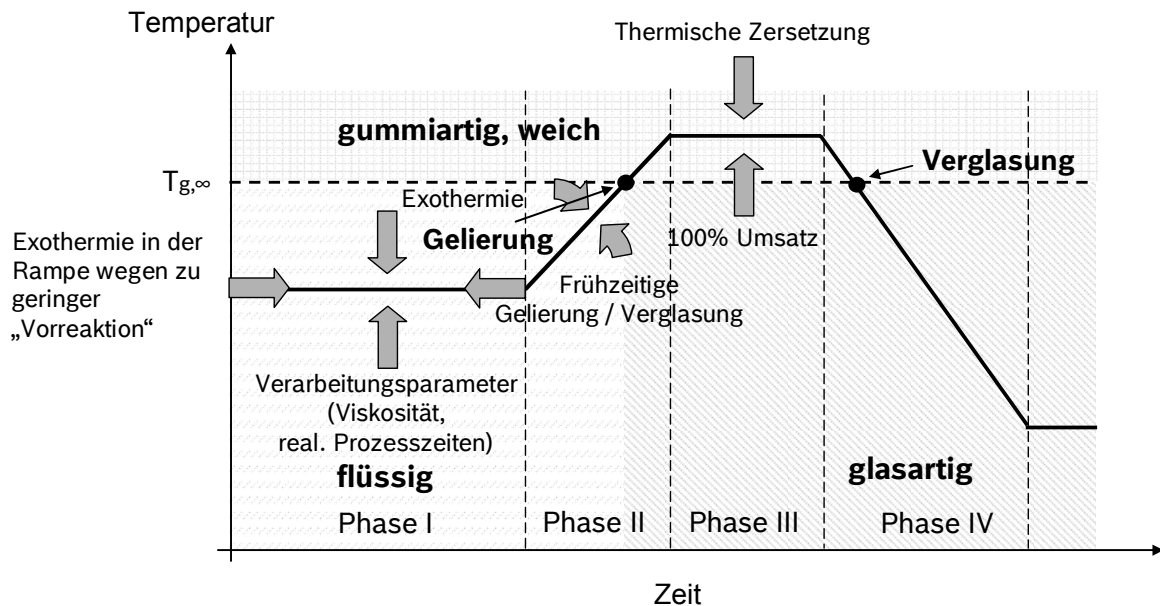 Temperatur
Thermische Zersetzung
gummiartig, weich
Verglasung
Tg,∞
Exothermie
Gelierung
100% Umsatz
Exothermie in der
Rampe wegen zu
geringer
„Vorreaktion“
Frühzeitige
Gelierung / Verglasung
Verarbeitungsparameter
(Viskosität,
real. Prozesszeiten)
flüssig
glasartig
Phase I
Phase II
Phase III
Phase IV
Zeit